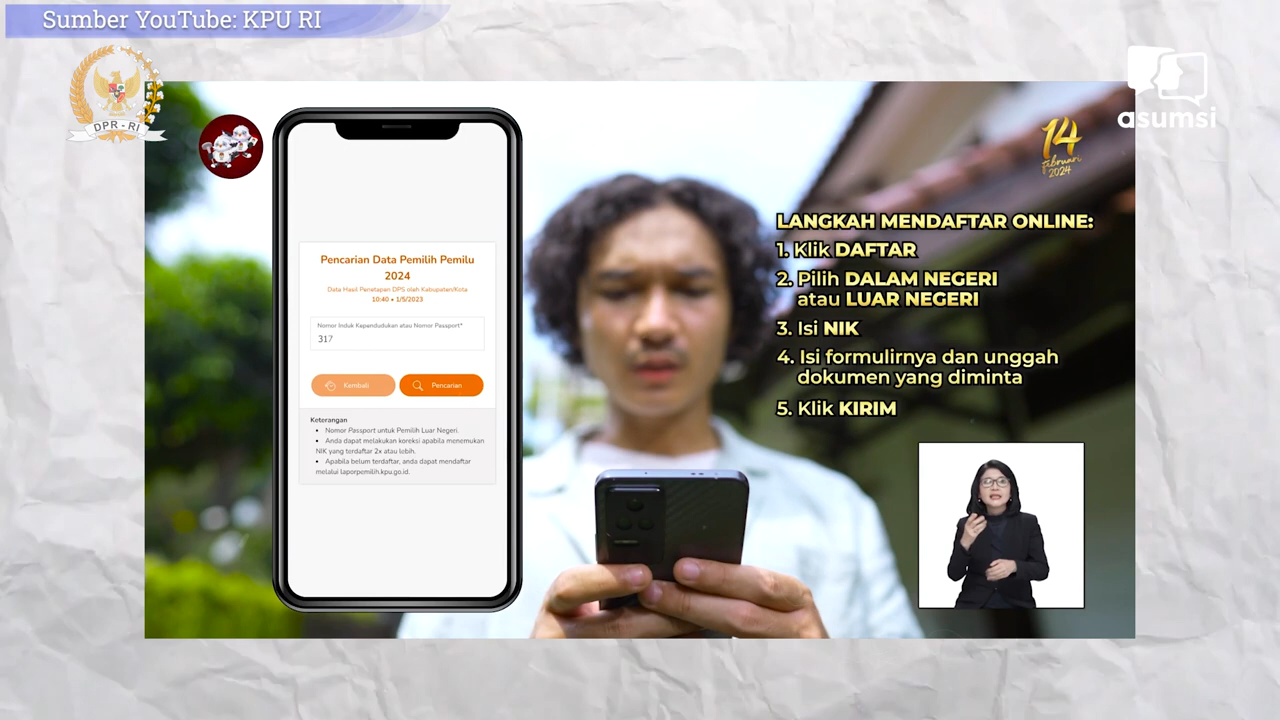 Sumber YouTube: KPU RI
DPR - RI
asumsi
14
Februari
2024
Pencarian Data Pemilih Pemilu
2024
Data Hasil Penetapan DPS oleh Kabupaten/Kota
10:40 • 1/5/2023
Nomor Induk Kependudukan atau Nomor Passport*
317
Kembali
Pencarian
Keterangan
• Nomor Passport untuk Pemilih Luar Negeri.
• Anda dapat melakukan koreksi apabila menemukan
NIK yang terdaftar 2x atau lebih.
• Apabila belum terdaftar, anda dapat mendaftar
melalui laporpemilih.kpu.go.id.
LANGKAH MENDAFTAR ONLINE:
1. Klik DAFTAR
2. Pilih DALAM NEGERI
atau LUAR NEGERI
3. Isi NIK
4. Isi formulirnya dan unggah
dokumen yang diminta
5. Klik KIRIM